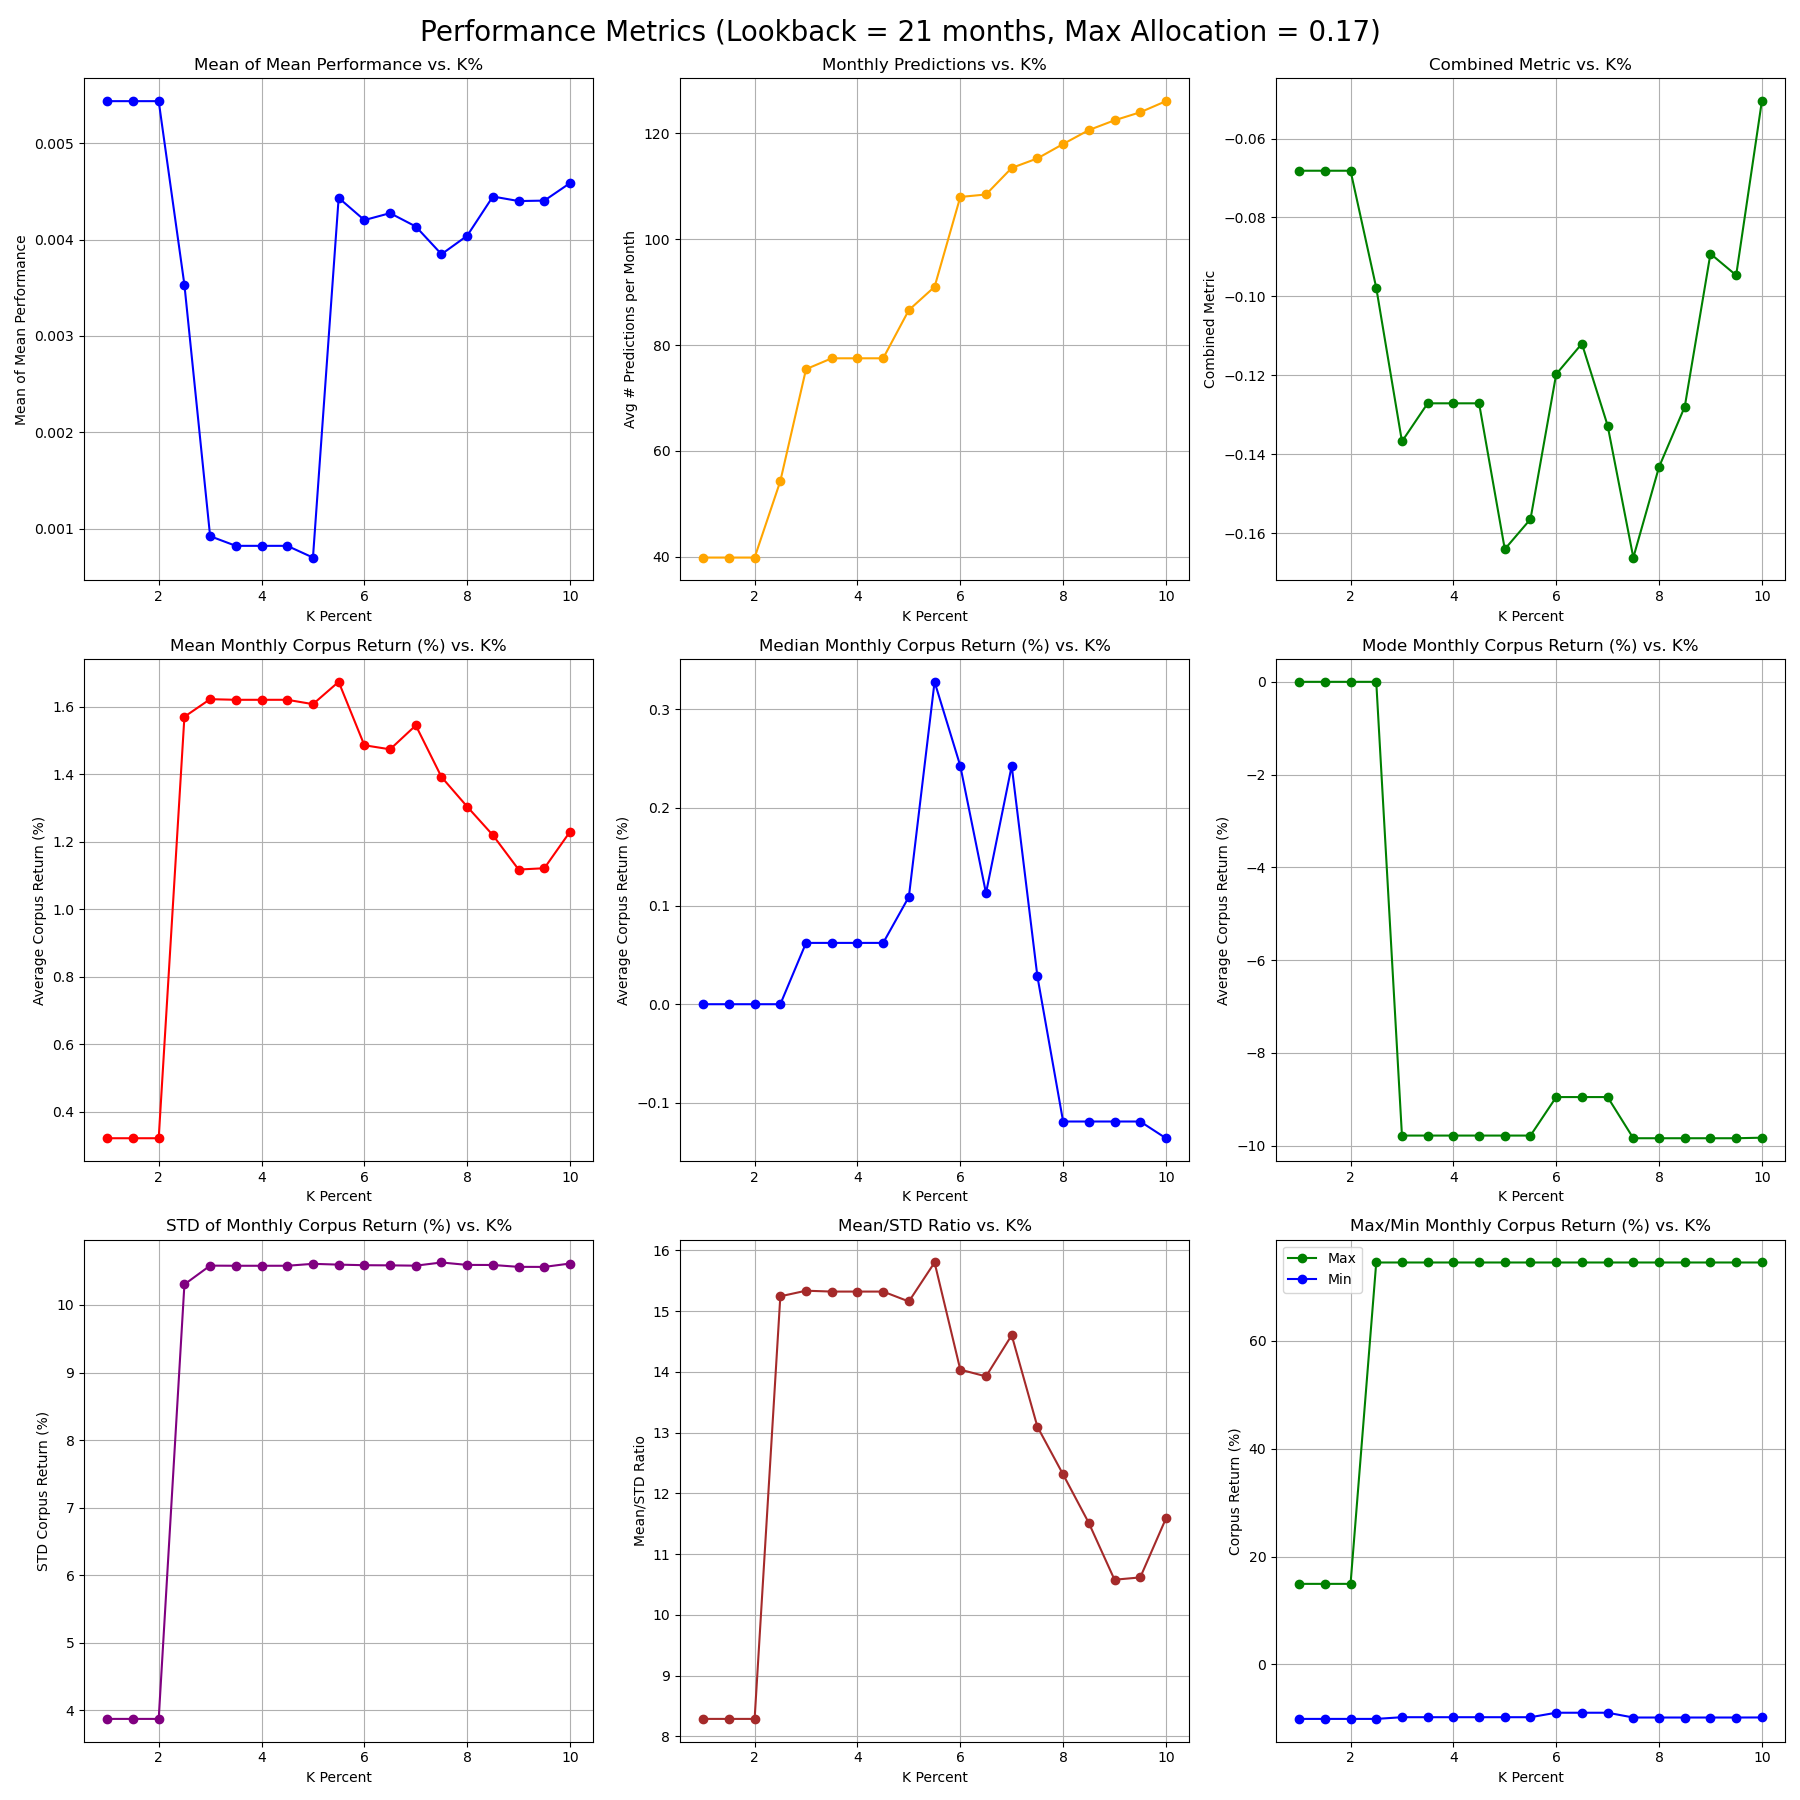 Performance Metrics (Lookback = 21 months, Max Allocation = 0.17)
Mean of Mean Performance vs. K%
Mean of Mean Performance
0.005
0.004
0.003
0.002
0.001
2 4 6 8 10
K Percent
Monthly Predictions vs. K%
Avg # Predictions per Month
120
100
80
60
40
2 4 6 8 10
K Percent
Combined Metric vs. K%
Combined Metric
−0.06
−0.08
−0.10
−0.12
−0.14
−0.16
2 4 6 8 10
K Percent
Mean Monthly Corpus Return (%) vs. K%
Average Corpus Return (%)
1.6
1.4
1.2
1.0
0.8
0.6
0.4
2 4 6 8 10
K Percent
Median Monthly Corpus Return (%) vs. K%
Average Corpus Return (%)
0.3
0.2
0.1
0.0
−0.1
2 4 6 8 10
K Percent
Mode Monthly Corpus Return (%) vs. K%
Average Corpus Return (%)
0
−2
−4
−6
−8
−10
2 4 6 8 10
K Percent
STD of Monthly Corpus Return (%) vs. K%
STD Corpus Return (%)
10
9
8
7
6
5
4
2 4 6 8 10
K Percent
Mean/STD Ratio vs. K%
Mean/STD Ratio
16
15
14
13
12
11
10
9
8
2 4 6 8 10
K Percent
Max/Min Monthly Corpus Return (%) vs. K%
Corpus Return (%)
Max
Min
60
40
20
0
2 4 6 8 10
K Percent